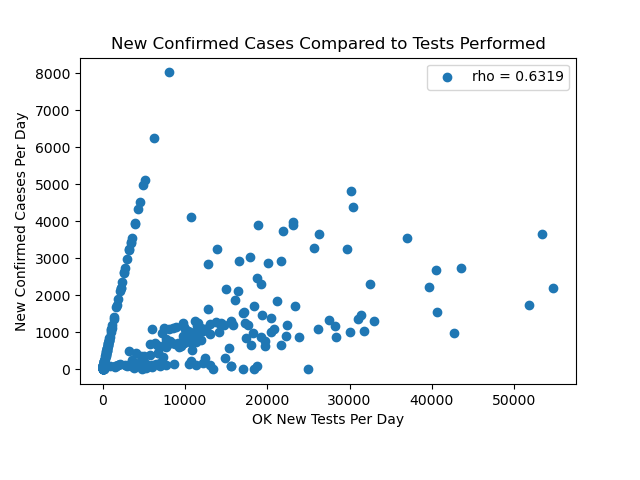 New Confirmed Cases Compared to Tests Performed
rho = 0.6319
New Confirmed Caeses Per Day
8000
7000
6000
5000
4000
3000
2000
1000
0
0 10000 20000 30000 40000 50000
OK New Tests Per Day